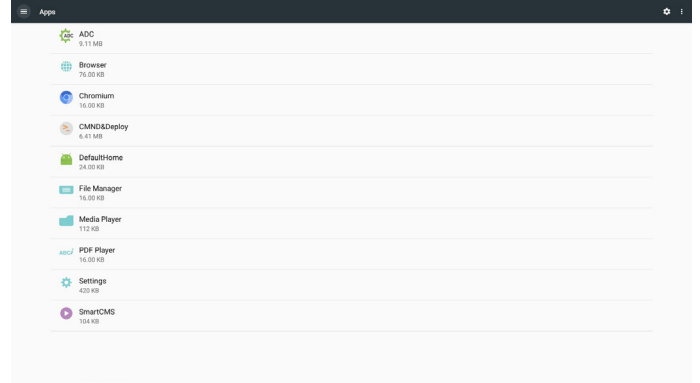 Apps
ABC
ADC
9.11 MB
Browser
76.00 KB
Chromium
16.00 KB
CMND&Deploy
6.41 MB
DefaultHome
24.00 KB
File Manager
16.00 KB
Media Player
112 KB
ABC
PDF Player
16.00 KB
Settings
420 KB
SmartCMS
104 KB